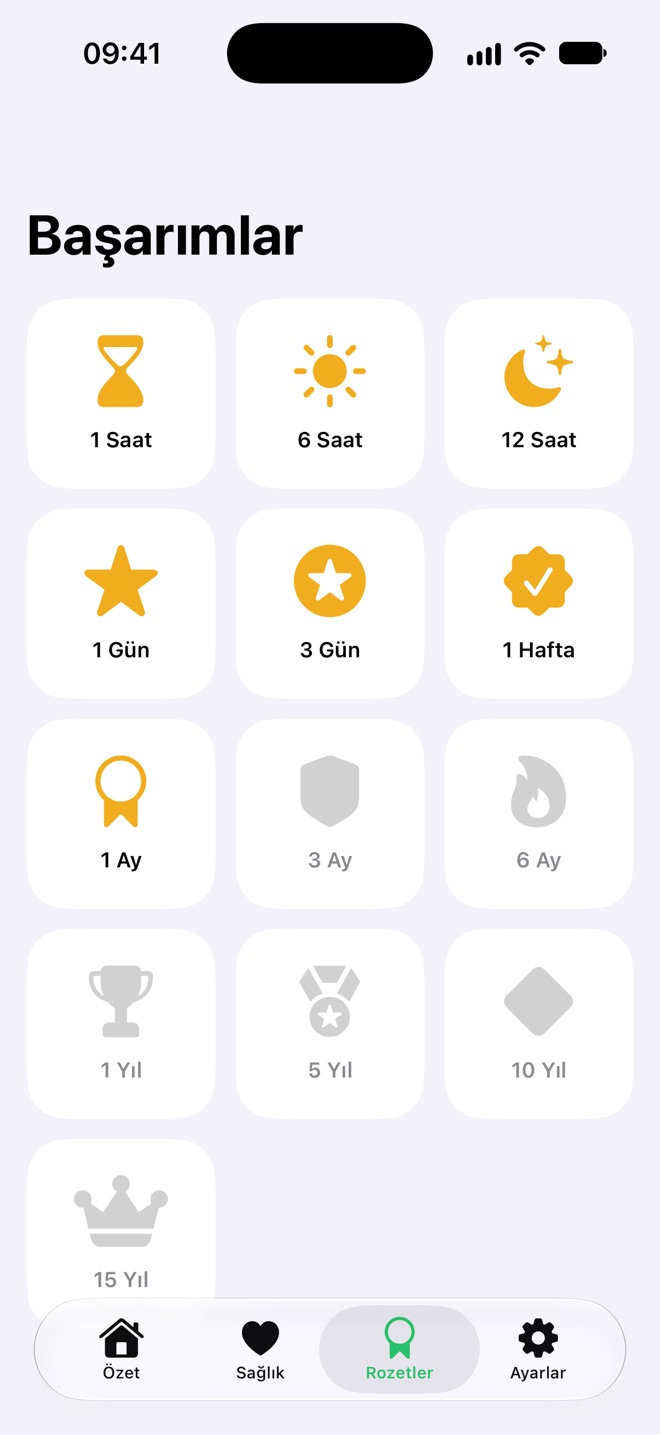 09:41
Başarımlar
1 Saat
6 Saat
12 Saat
1 Gün
3 Gün
1 Hafta
1 Ay
3 Ay
6 Ay
1 Yıl
5 Yıl
10 Yıl
15 Yıl
Özet
Sağlık
Rozetler
Ayarlar